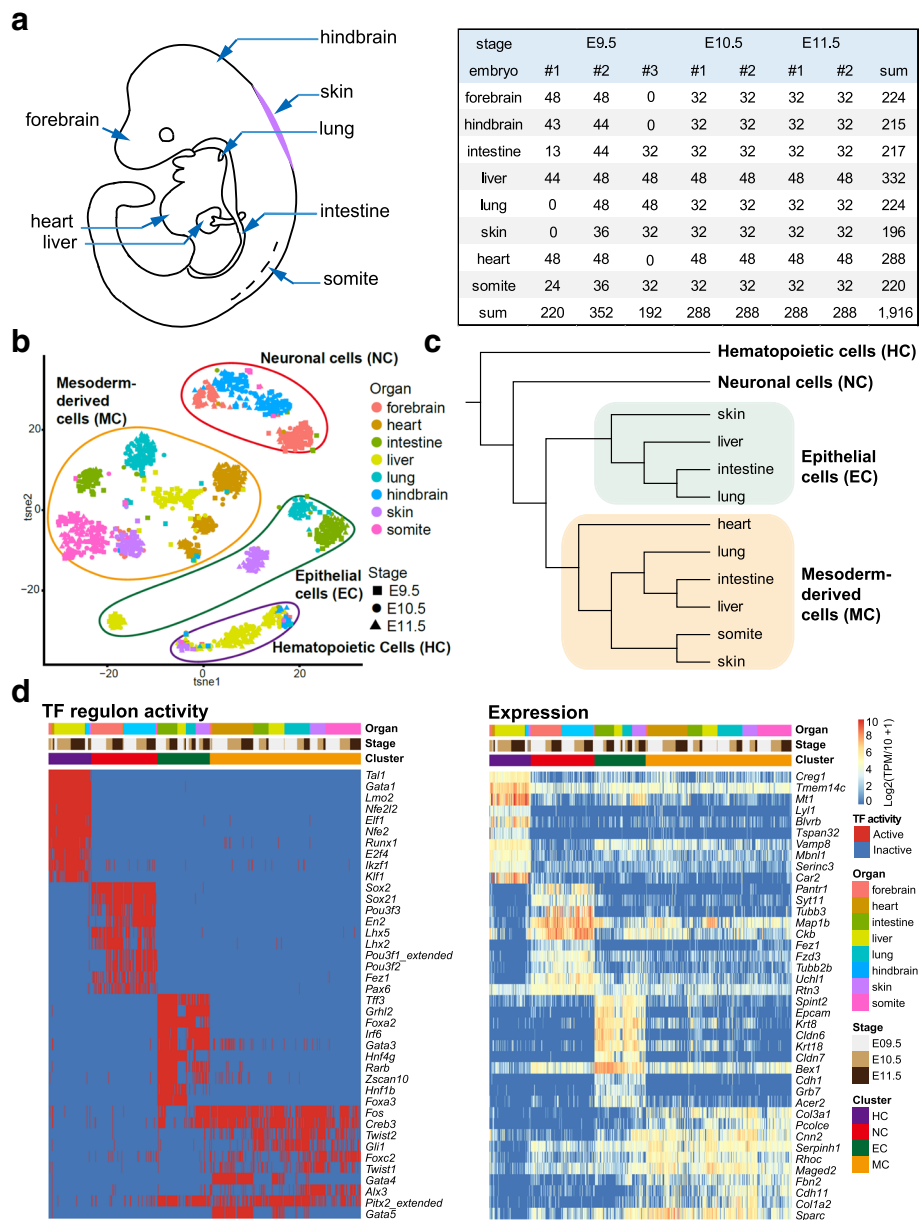 a
hindbrain
skin
lung
forebrain
heart
liver
intestine
somite
stage E9.5 E10.5 E11.5
embryo #1 #2 #3 #1 #2 #1 #2 sum
forebrain 48 48 0 32 32 32 32 224
hindbrain 43 44 0 32 32 32 32 215
intestine 13 44 32 32 32 32 32 217
liver 44 48 48 48 48 48 48 332
lung 0 48 48 32 32 32 32 224
skin 0 36 32 32 32 32 32 196
heart 48 48 0 48 48 48 48 288
somite 24 36 32 32 32 32 32 220
sum 220 352 192 288 288 288 288 1,916
b
Neuronal cells (NC)
Mesoderm-
derived
cells (MC)
Organ
forebrain
heart
intestine
liver
lung
hindbrain
skin
somite
Stage
E9.5
E10.5
E11.5
Epithelial
cells (EC)
Hematopoietic Cells (HC)
20
0
−20
tsne2
−20 0 20
tsne1
c
Hematopoietic cells (HC)
Neuronal cells (NC)
skin
liver
intestine
lung
Epithelial
cells (EC)
heart
lung
intestine
liver
somite
skin
Mesoderm-
derived
cells (MC)
d
TF regulon activity
Organ
Stage
Cluster
Tal1
Gata1
Lmo2
Nfe2l2
Elf1
Nfe2
Runx1
E2f4
Ikzf1
Klf1
Sox2
Sox21
Pou3f3
En2
Lhx5
Lhx2
Pou3f1_extended
Pou3f2
Fez1
Pax6
Tff3
Grhl2
Foxa2
Irf6
Gata3
Hnf4g
Rarb
Zscan10
Hnf1b
Foxa3
Fos
Creb3
Twist2
Gli1
Foxc2
Twist1
Gata4
Alx3
Pitx2_extended
Gata5
Expression
Organ
Stage
Cluster
Creg1
Tmem14c
Mt1
Lyl1
Blvrb
Tspan32
Vamp8
Mbnl1
Serinc3
Car2
Pantr1
Syt11
Tubb3
Map1b
Ckb
Fez1
Fzd3
Tubb2b
Uchl1
Rtn3
Spint2
Epcam
Krt8
Cldn6
Krt18
Cldn7
Bex1
Cdh1
Grb7
Acer2
Col3a1
Pcolce
Cnn2
Serpinh1
Rhoc
Maged2
Fbn2
Cdh11
Col1a2
Sparc
10
8
6
4
2
0
Log2(TPM/10 +1)
TF activity
Active
Inactive
Organ
forebrain
heart
intestine
liver
lung
hindbrain
skin
somite
Stage
E09.5
E10.5
E11.5
Cluster
HC
NC
EC
MC